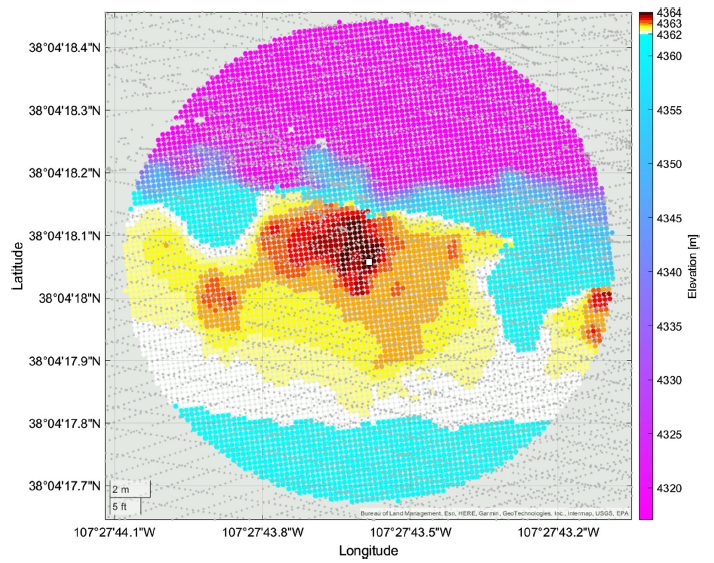 4364
4363
4362
4360
4355
4350
4345
4340
4335
4330
4325
4320
Elevation [m]
38°04'18.4"N
38°04'18.3"N
38°04'18.2"N
38°04'18.1"N
38°04'18"N
38°04'17.9"N
38°04'17.8"N
38°04'17.7"N
Latitude
2 m
5 ft
Bureau of Land Management, Esri, HERE, Garmin, GeoTechnologies, Inc., Intermap, USGS, EPA
107°27'44.1"W
107°27'43.8"W
107°27'43.5"W
107°27'43.2"W
Longitude